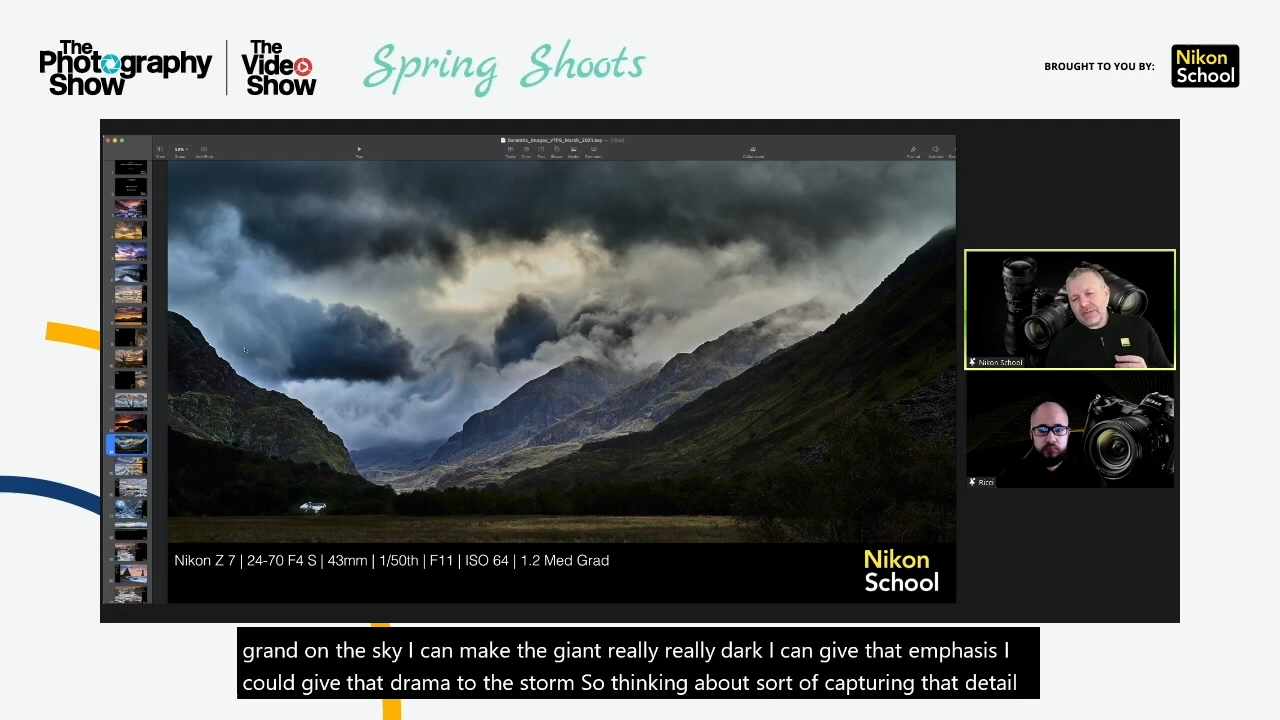 The
Photography
Show
The
Video
Show
Spring Shoots
BROUGHT TO YOU BY:
Nikon
School
Nikon School
Ricci
Nikon Z 7 | 24-70 F4 S | 43mm | 1/50th | F11 | ISO 64 | 1.2 Med Grad
Nikon
School
grand on the sky I can make the giant really really dark I can give that emphasis I
could give that drama to the storm So thinking about sort of capturing that detail